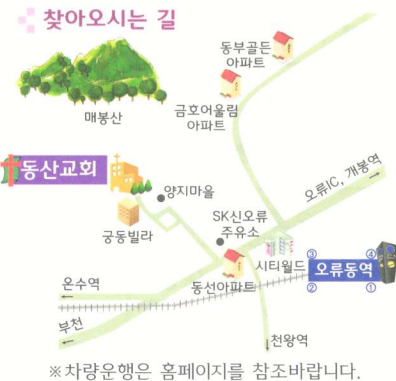 찾아오시는 길
동부골든
아파트
매봉산
금호어울림
아파트
동산교회
양지마을
오류IC, 개봉역
궁동빌라
SK신오류
주유소
온수역
동선아파트
시티월드
③ ④
오류동역
② ①
부천
천왕역
※차량운행은 홈페이지를 참조바랍니다.